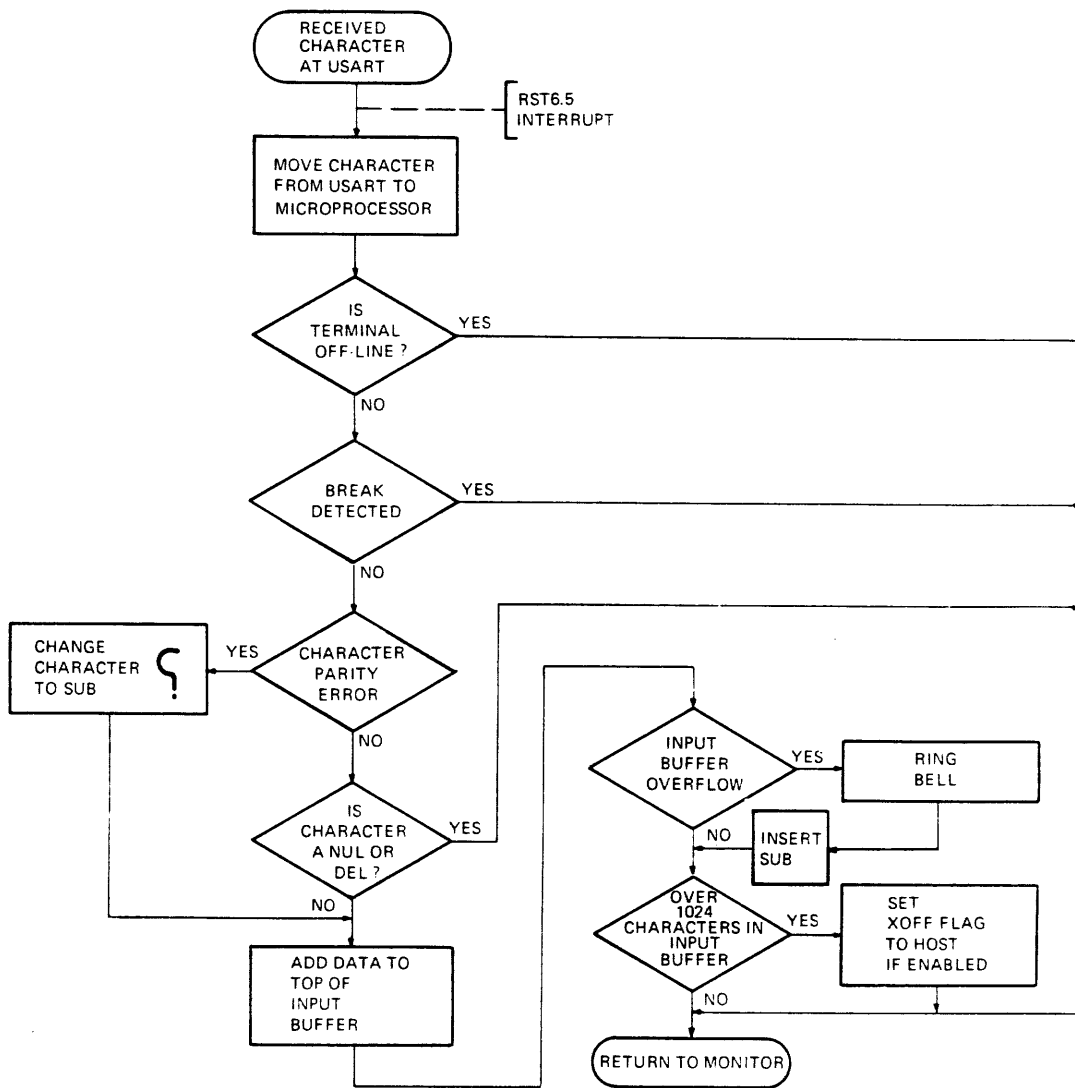 RECEIVED
CHARACTER
AT USART
RST6.5
INTERRUPT
MOVE CHARACTER
FROM USART TO
MICROPROCESSOR
IS
TERMINAL
OFF-LINE ?
YES
NO
BREAK
DETECTED
YES
NO
CHARACTER
PARITY
ERROR
YES
CHANGE
CHARACTER
TO SUB
⸮
NO
IS
CHARACTER
A NUL OR
DEL ?
YES
NO
ADD DATA TO
TOP OF
INPUT
BUFFER
INPUT
BUFFER
OVERFLOW
YES
RING
BELL
INSERT
SUB
NO
OVER
1024
CHARACTERS IN
INPUT
BUFFER
YES
SET
XOFF FLAG
TO HOST
IF ENABLED
NO
RETURN TO MONITOR